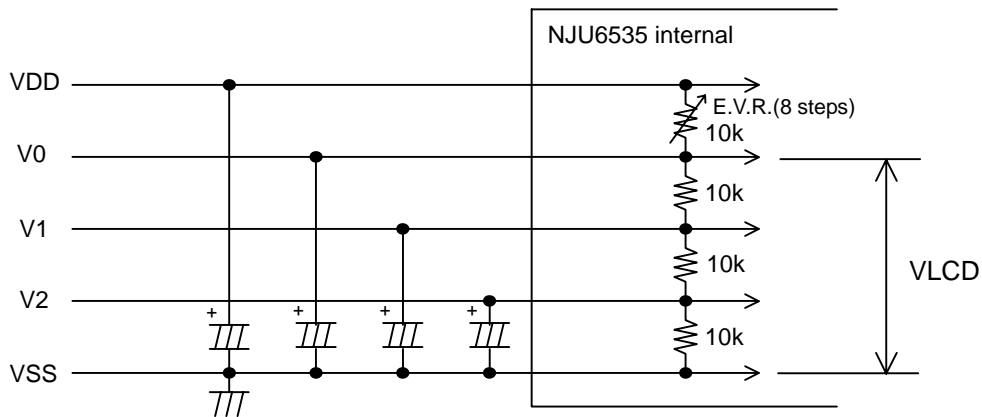 NJU6535 internal
VDD
E.V.R.(8 steps)
10k
V0
10k
V1
10k
VLCD
V2
+ + + +
10k
VSS